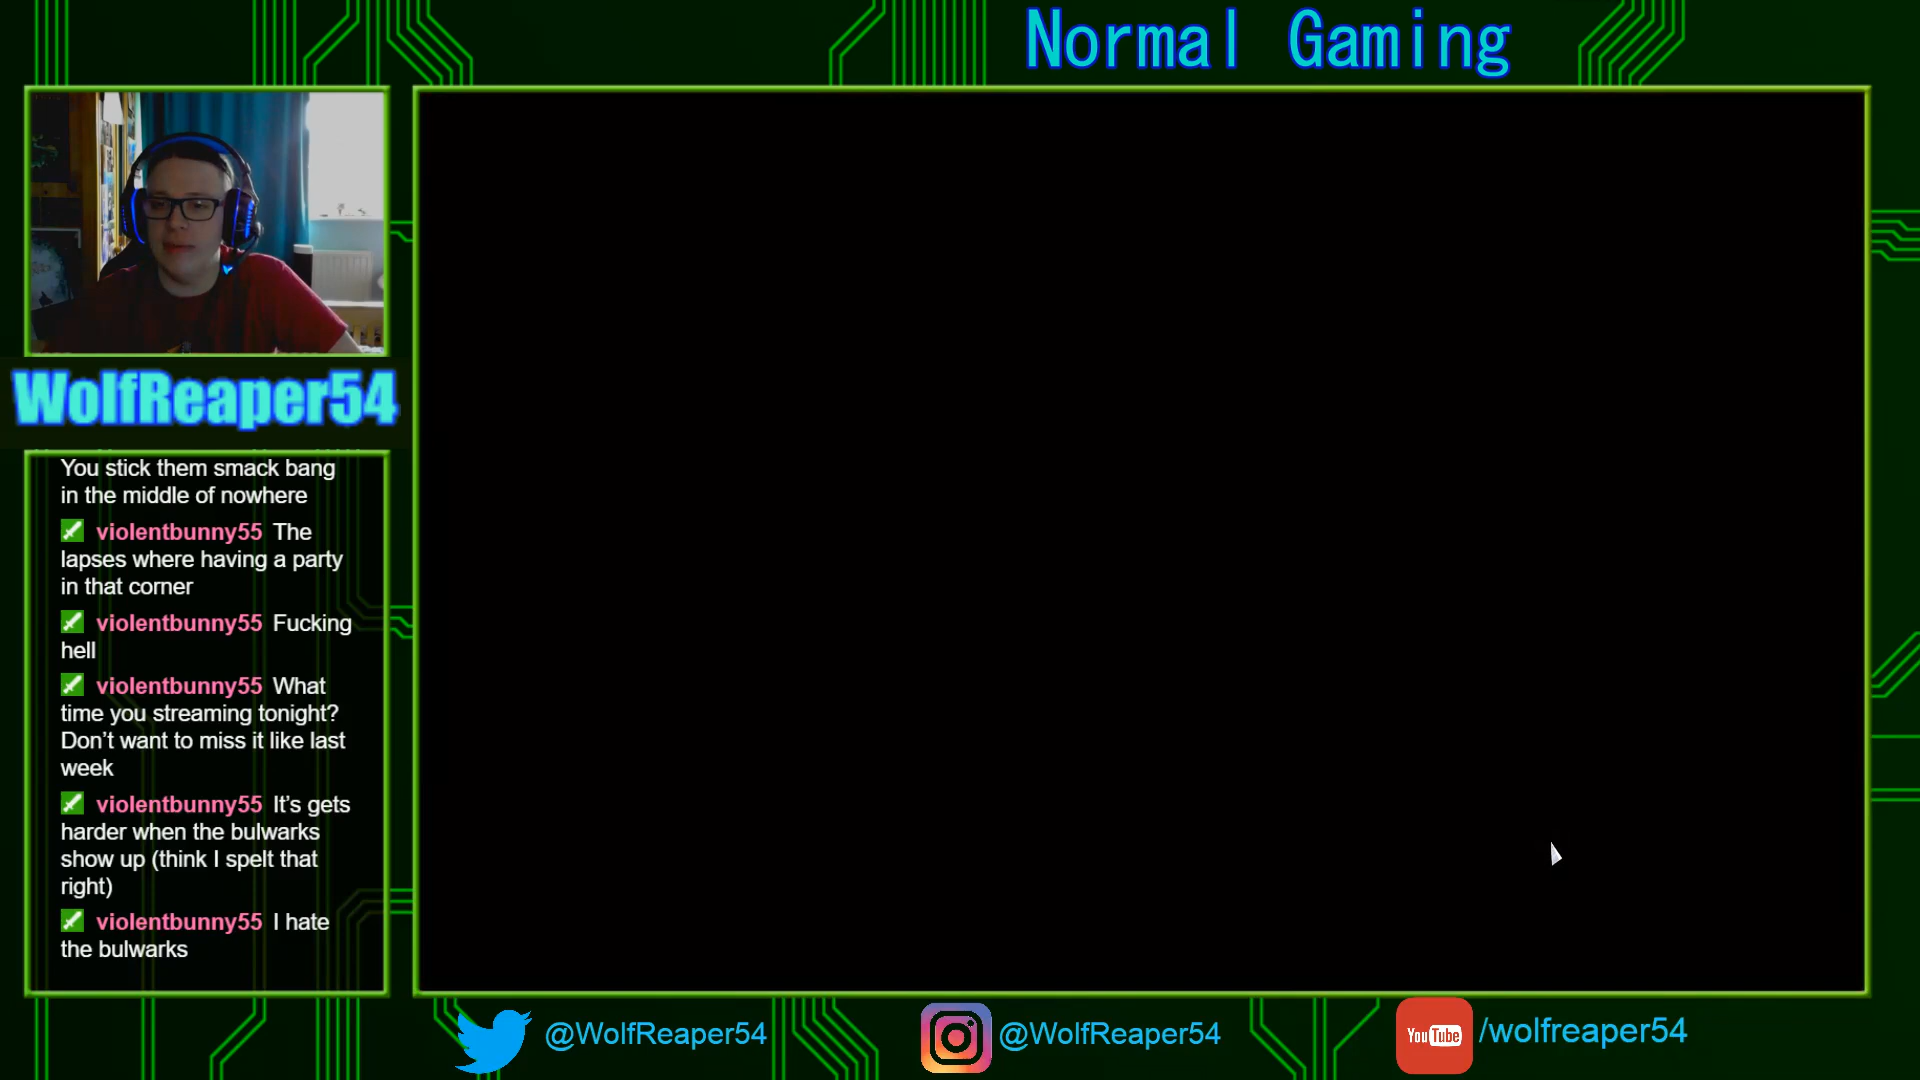 Normal Gaming
WolfReaper54
You stick them smack bang
in the middle of nowhere
violentbunny55 The
lapses where having a party
in that corner
violentbunny55 Fucking
hell
violentbunny55 What
time you streaming tonight?
Don’t want to miss it like last
week
violentbunny55 It’s gets
harder when the bulwarks
show up (think I spelt that
right)
violentbunny55 I hate
the bulwarks
@WolfReaper54
@WolfReaper54
YouTube /wolfreaper54